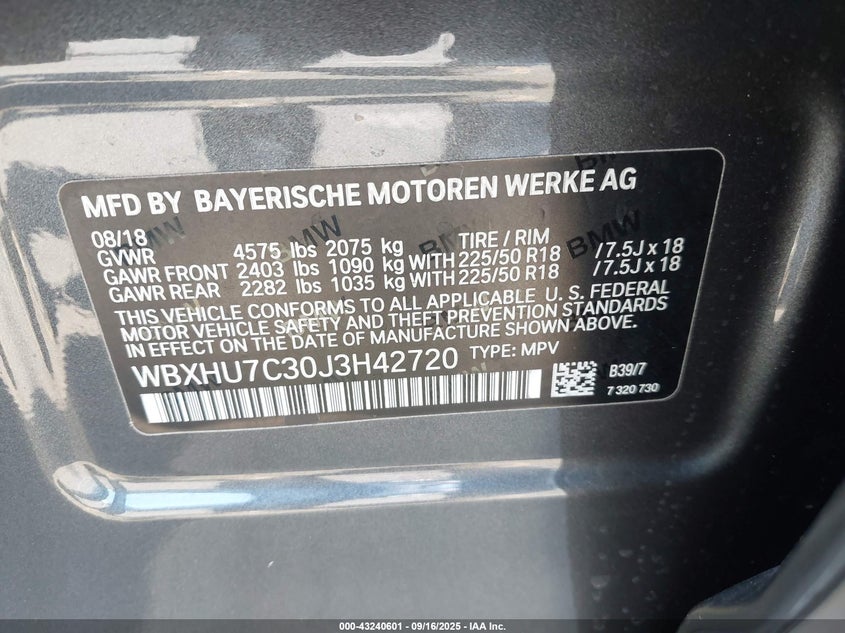 MFD BY BAYERISCHE MOTOREN WERKE AG
08/18 TIRE / RIM
GVWR 4575 lbs 2075 kg
GAWR FRONT 2403 lbs 1090 kg WITH 225/50 R18 /7.5J x 18
GAWR REAR 2282 lbs 1035 kg WITH 225/50 R18 /7.5J x 18
THIS VEHICLE CONFORMS TO ALL APPLICABLE U. S. FEDERAL
MOTOR VEHICLE SAFETY AND THEFT PREVENTION STANDARDS
IN EFFECT ON THE DATE OF MANUFACTURE SHOWN ABOVE.
WBXHU7C30J3H42720 TYPE: MPV
B39/7
7 320 730
BMW
BMW
BMW
BMW
000-43240601 - 09/16/2025 - IAA Inc.